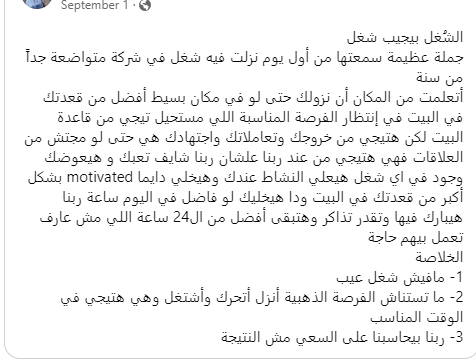 September 1 ·
الشُغل بيجيب شغل
جملة عظيمة سمعتها من أول يوم نزلت فيه شغل في شركة متواضعة جداً
من سنة
أتعلمت من المكان أن نزولك حتى لو في مكان بسيط أفضل من قعدتك
في البيت في إنتظار الفرصة المناسبة اللي مستحيل تيجي من قاعدة
البيت لكن هتيجي من خروجك وتعاملاتك واجتهادك هي حتى لو مجتش من
العلاقات فهي هتيجي من عند ربنا علشان ربنا شايف تعبك و هيعوضك
وجود في اي شغل هيعلي النشاط عندك وهيخلي دايما motivated بشكل
أكبر من قعدتك في البيت ودا هيخليك لو فاضل في اليوم ساعة ربنا
هيبارك فيها وتقدر تذاكر وهتبقى أفضل من ال24 ساعة اللي مش عارف
تعمل بيهم حاجة
الخلاصة
1- مافيش شغل عيب
2- ما تستناش الفرصة الذهبية أنزل أتحرك وأشتغل وهي هتيجي في
الوقت المناسب
3- ربنا بيحاسبنا على السعي مش النتيجة